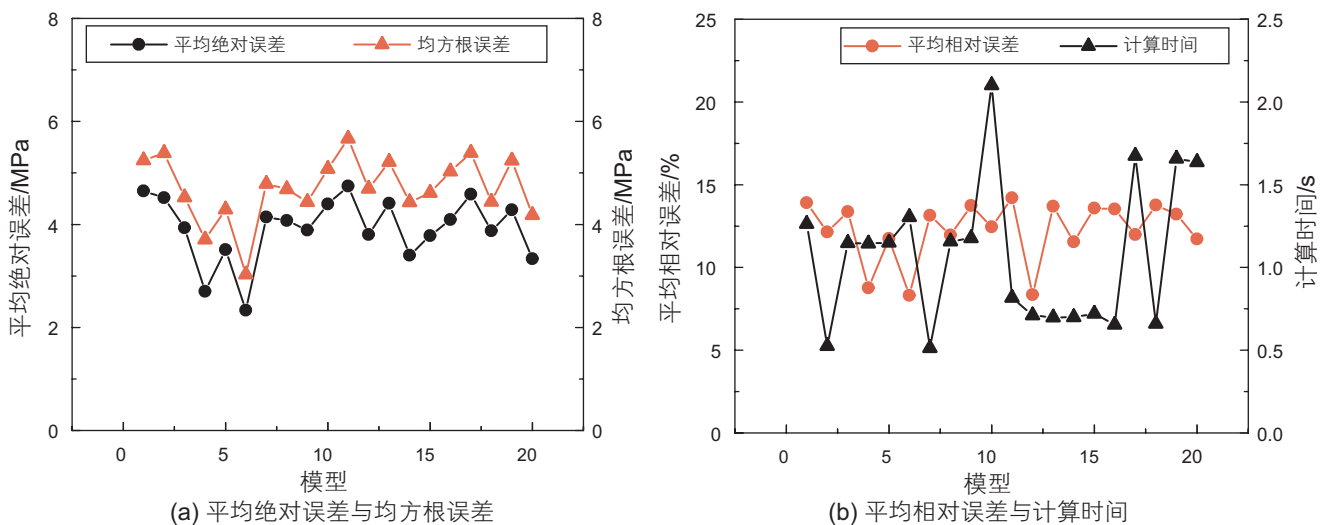 平均绝对误差 均方根误差
8
6
4
2
0
平均绝对误差/MPa
8
6
4
2
0
均方根误差/MPa
0 5 10 15 20
模型
(a) 平均绝对误差与均方根误差
平均相对误差 计算时间
25
20
15
10
5
0
平均相对误差/%
2.5
2.0
1.5
1.0
0.5
0.0
计算时间/s
0 5 10 15 20
模型
(b) 平均相对误差与计算时间